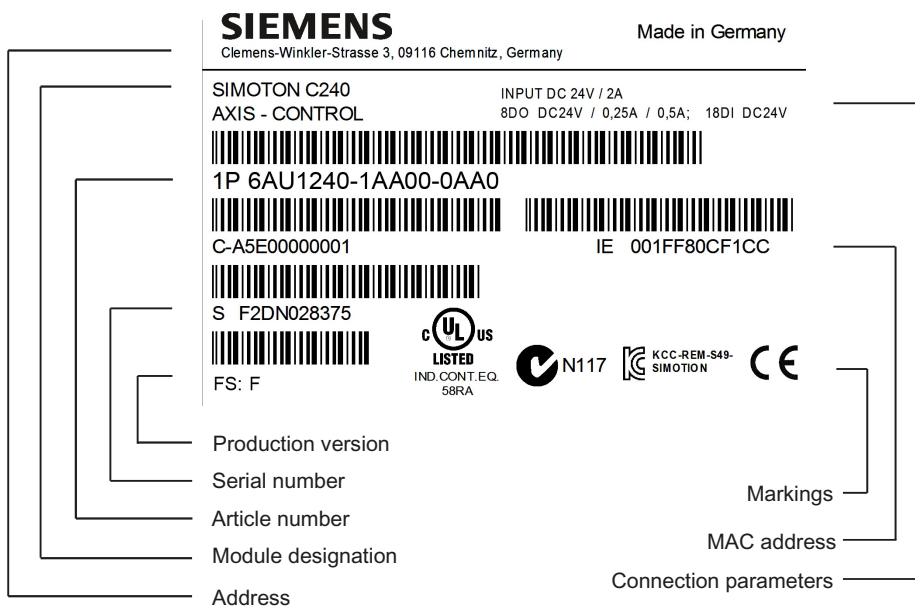 SIEMENS
Made in Germany
Clemens-Winkler-Strasse 3, 09116 Chemnitz, Germany
SIMOTON C240
INPUT DC 24V / 2A
AXIS - CONTROL
8DO DC24V / 0,25A / 0,5A; 18DI DC24V
1P 6AU1240-1AA00-0AA0
C-A5E00000001
IE 001FF80CF1CC
S F2DN028375
C UL US
LISTED
IND.CONT.EQ.
58RA
N117
KCC-REM-S49-
SIMOTION
CE
FS: F
Production version
Serial number
Article number
Module designation
Address
Markings
MAC address
Connection parameters